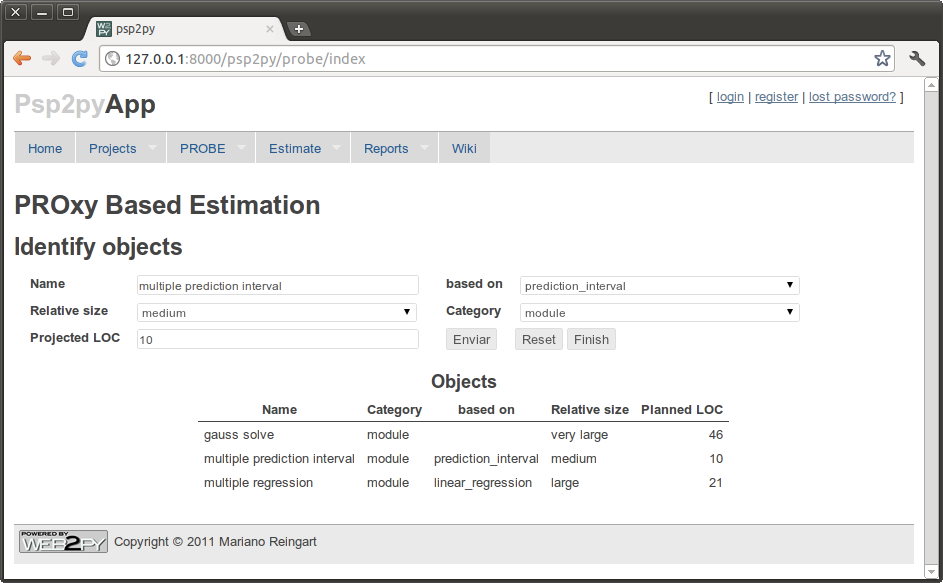 psp2py
127.0.0.1:8000/psp2py/probe/index
Psp2pyApp
[ login | register | lost password? ]
Home Projects PROBE Estimate Reports Wiki
PROxy Based Estimation
Identify objects
Name multiple prediction interval based on prediction_interval
Relative size medium Category module
Projected LOC 10 Enviar Reset Finish
Objects
Name Category based on Relative size Planned LOC
gauss solve module very large 46
multiple prediction interval module prediction_interval medium 10
multiple regression module linear_regression large 21
POWERED BY
WEB2PY Copyright © 2011 Mariano Reingart